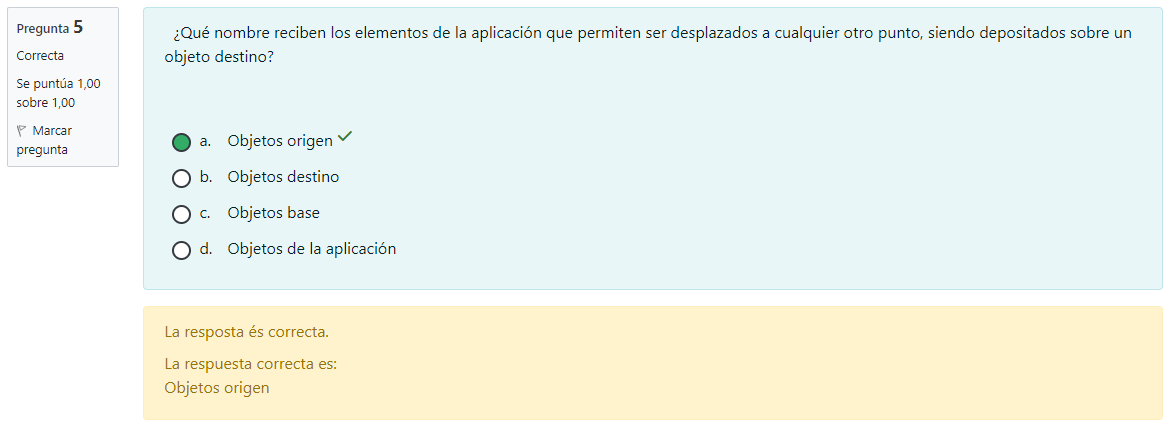 Pregunta 5
Correcta
Se puntúa 1,00
sobre 1,00
Marcar
pregunta
¿Qué nombre reciben los elementos de la aplicación que permiten ser desplazados a cualquier otro punto, siendo depositados sobre un
objeto destino?
a. Objetos origen
b. Objetos destino
c. Objetos base
d. Objetos de la aplicación
La resposta és correcta.
La respuesta correcta es:
Objetos origen